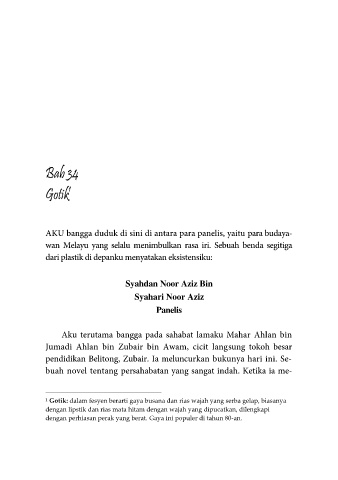 Bab 34
Gotik¹
AKU bangga duduk di sini di antara para panelis, yaitu para budaya-
wan Melayu yang selalu menimbulkan rasa iri. Sebuah benda segitiga
dari plastik di depanku menyatakan eksistensiku:
Syahdan Noor Aziz Bin
Syahari Noor Aziz
Panelis
Aku terutama bangga pada sahabat lamaku Mahar Ahlan bin
Jumadi Ahlan bin Zubair bin Awam, cicit langsung tokoh besar
pendidikan Belitong, Zubair. Ia meluncurkan bukunya hari ini. Se-
buah novel tentang persahabatan yang sangat indah. Ketika ia me-
¹ Gotik: dalam fesyen berarti gaya busana dan rias wajah yang serba gelap, biasanya
dengan lipstik dan rias mata hitam dengan wajah yang dipucatkan, dilengkapi
dengan perhiasan perak yang berat. Gaya ini populer di tahun 80-an.